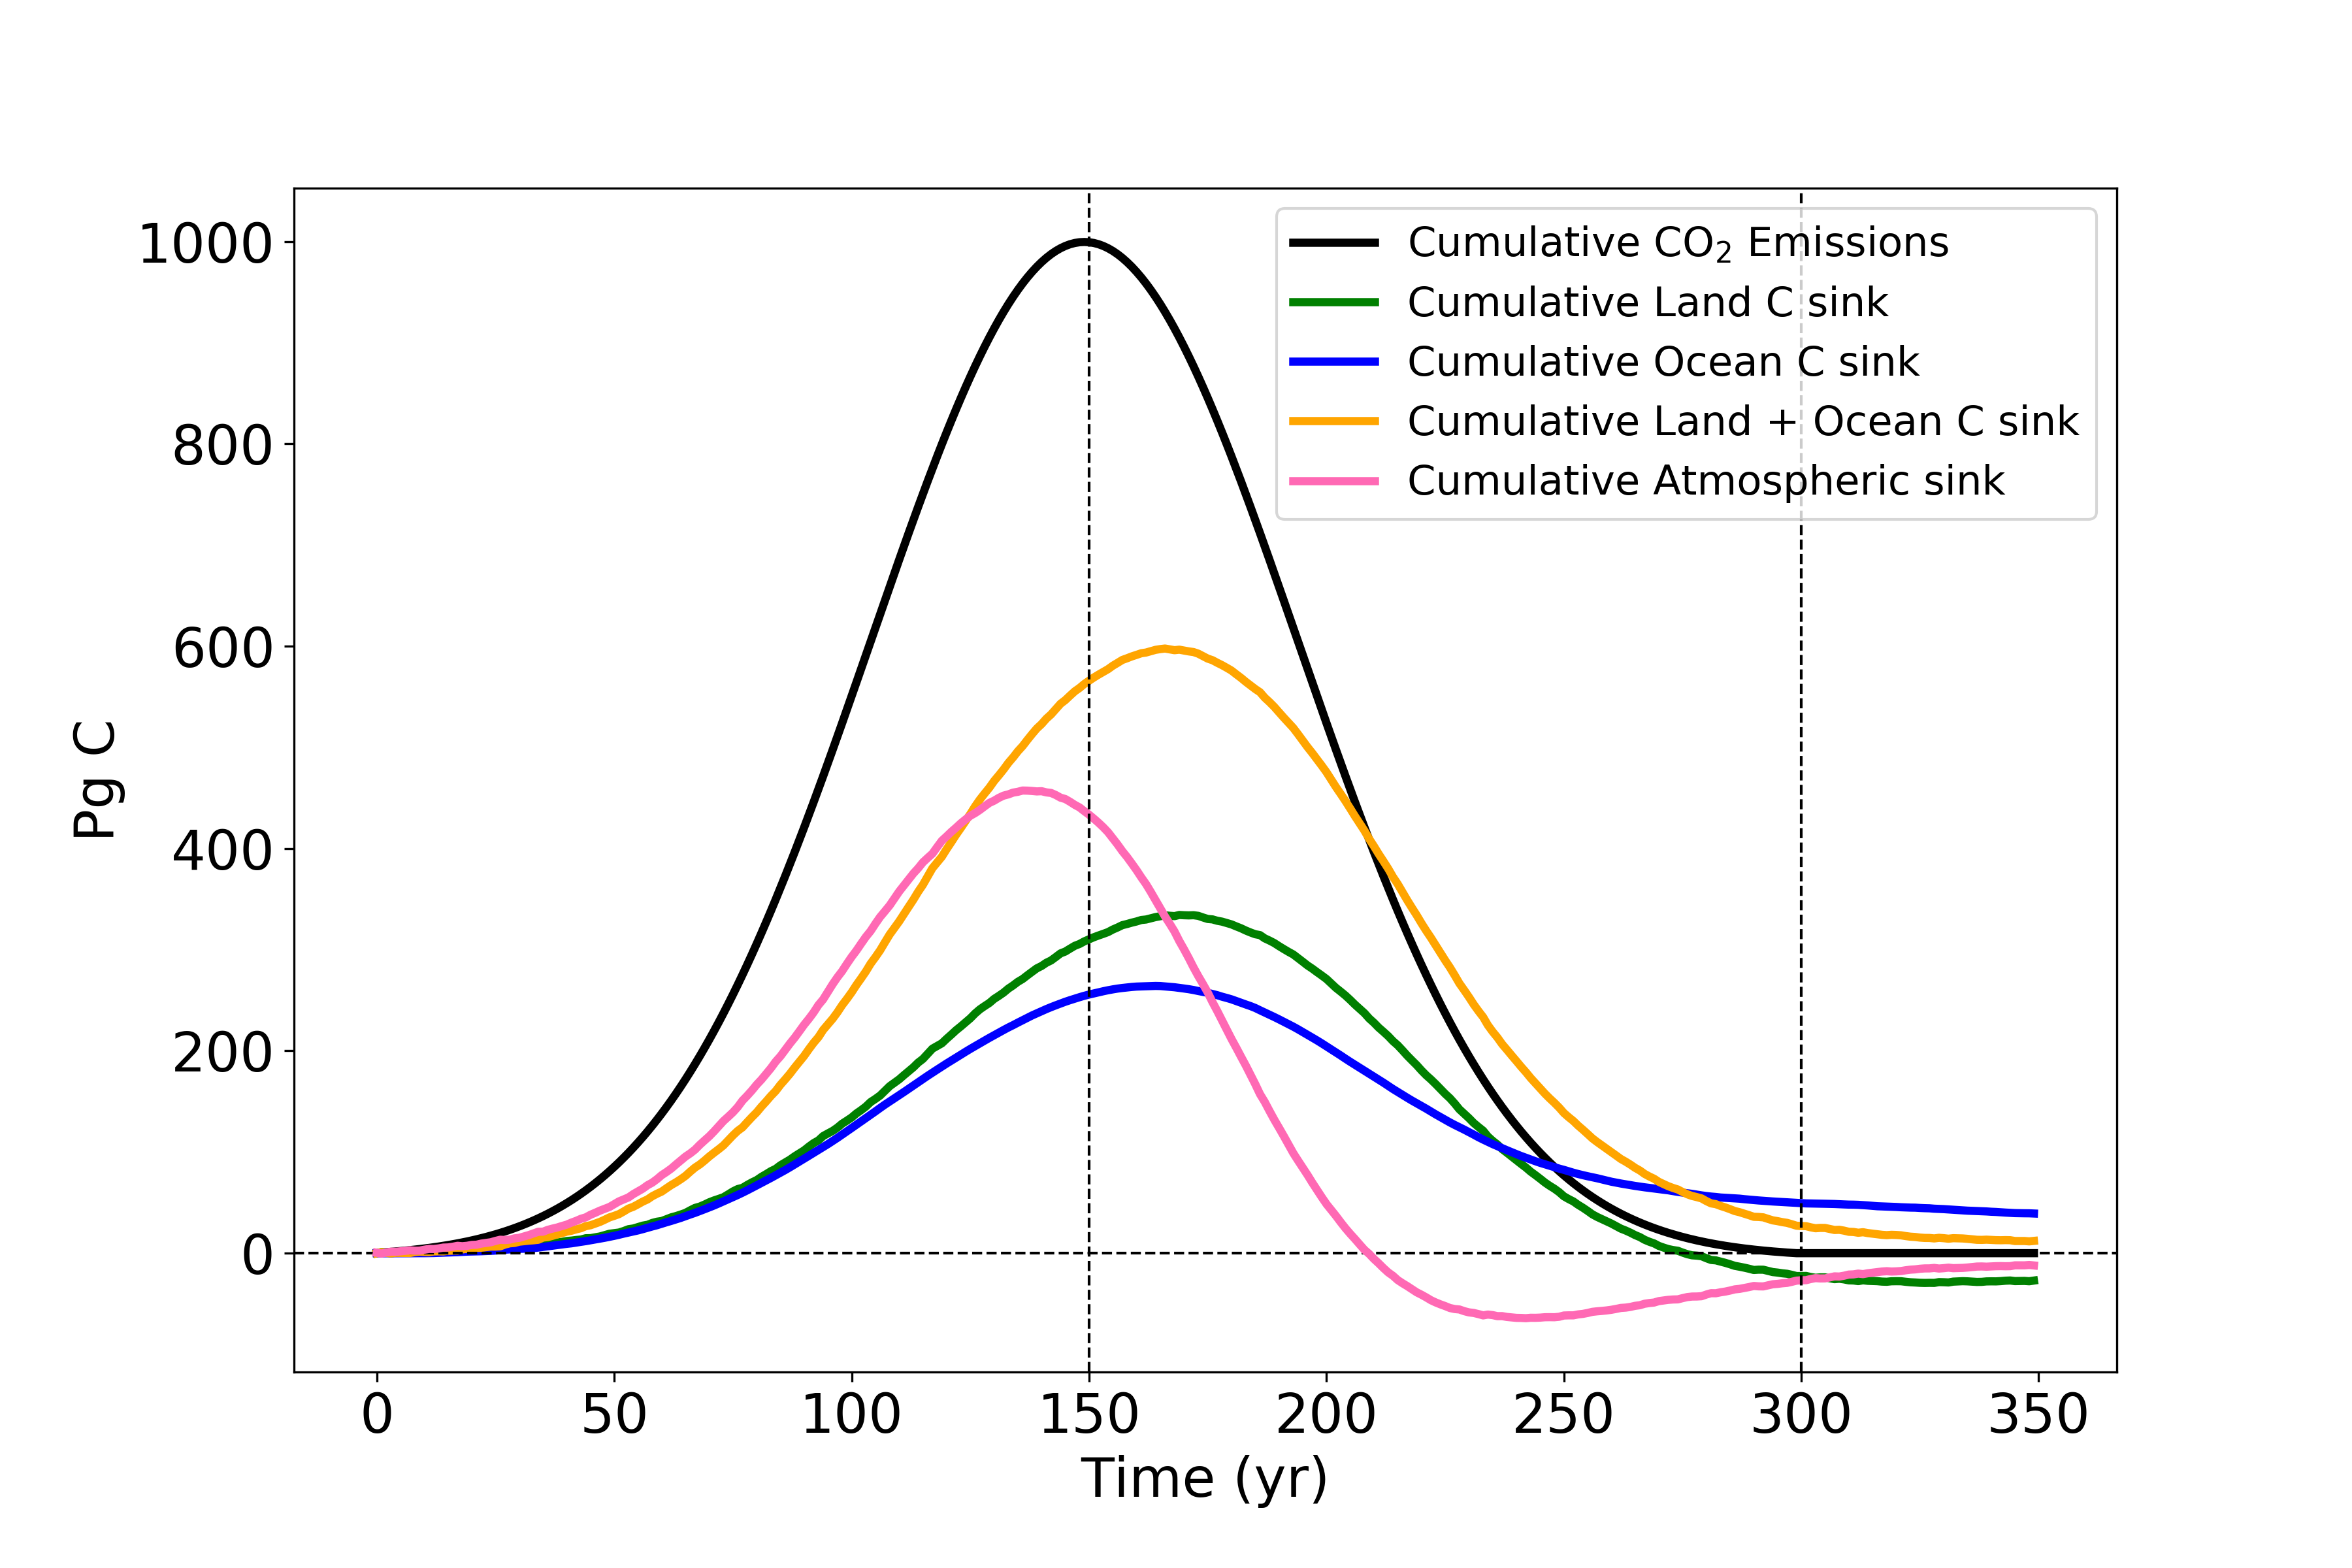 1000
800
600
400
200
0
Pg C
Cumulative CO₂ Emissions
Cumulative Land C sink
Cumulative Ocean C sink
Cumulative Land + Ocean C sink
Cumulative Atmospheric sink
0 50 100 150 200 250 300 350
Time (yr)